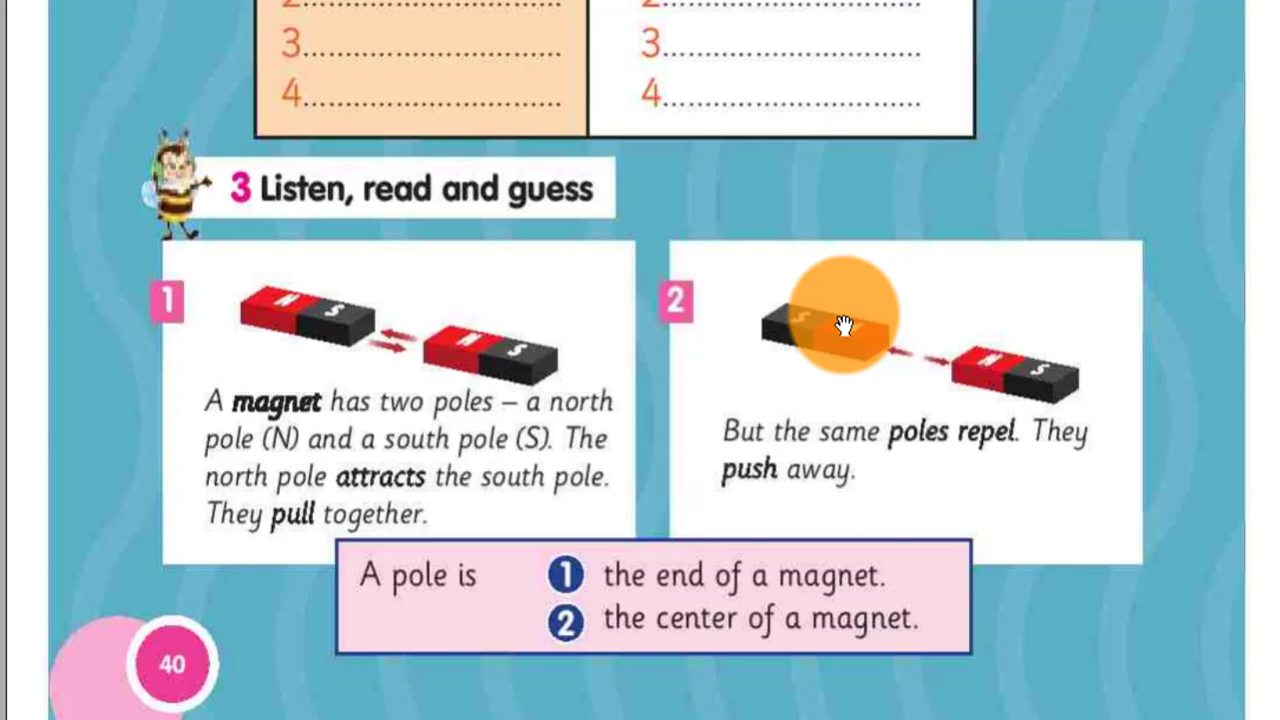 2........................... 2...........................
3........................... 3...........................
4........................... 4...........................
3 Listen, read and guess
1
N S
N S
A magnet has two poles – a north
pole (N) and a south pole (S). The
north pole attracts the south pole.
They pull together.
2
S
N S
But the same poles repel. They
push away.
A pole is 1 the end of a magnet.
2 the center of a magnet.
40